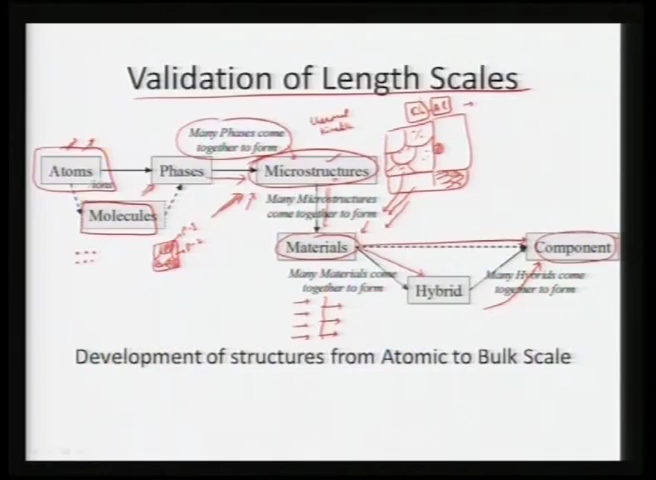 Validation of Length Scales
Many Phases come
together to form
Atoms
Phases
Microstructures
Ions
Molecules
Many Microstructures
come together to form
Materials
Component
Many Materials come
together to form
Hybrid
Many Hybrids come
together to form
Development of structures from Atomic to Bulk Scale